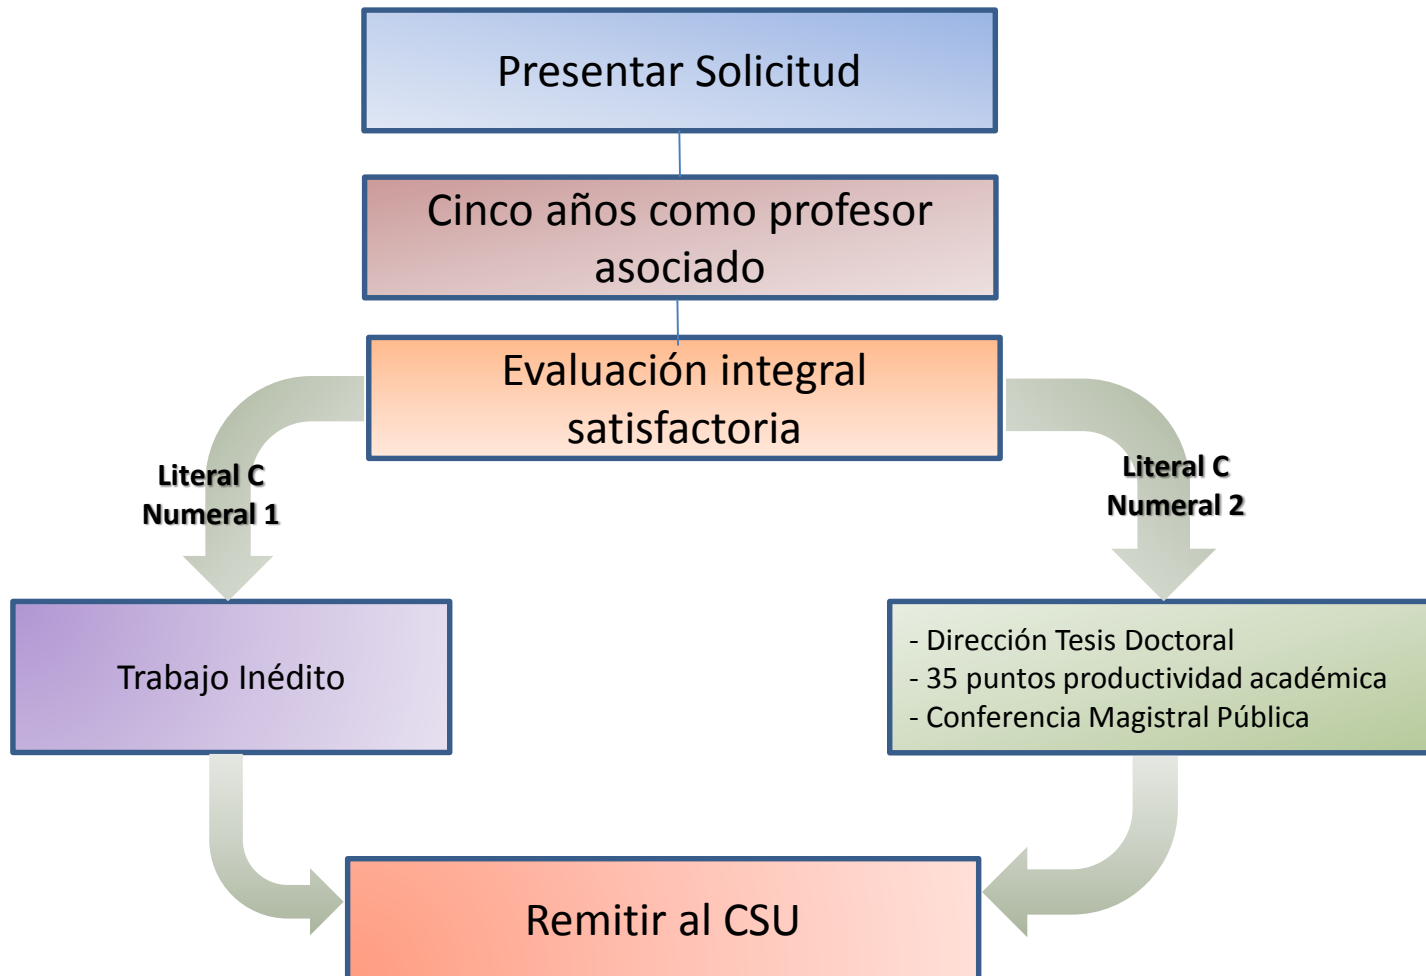 Presentar Solicitud
Cinco años como profesor
asociado
Evaluación integral
satisfactoria
Literal C
Numeral 1
Literal C
Numeral 2
Trabajo Inédito
- Dirección Tesis Doctoral
- 35 puntos productividad académica
- Conferencia Magistral Pública
Remitir al CSU